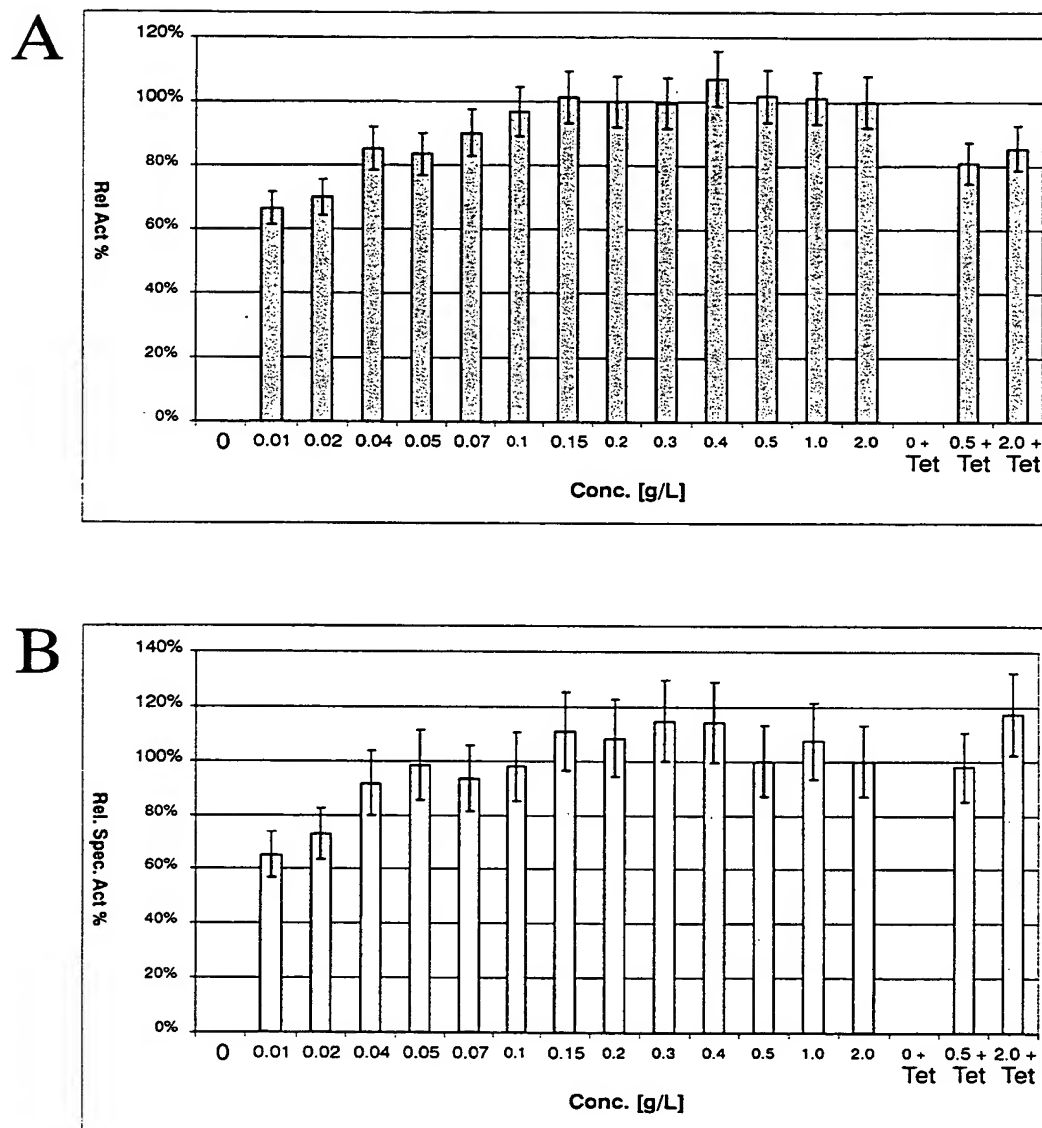 A
120%
100%
80%
60%
40%
20%
0%
Rel Act %
0 0.01 0.02 0.04 0.05 0.07 0.1 0.15 0.2 0.3 0.4 0.5 1.0 2.0 0 + 0.5 + 2.0 +
Tet Tet Tet
Conc. [g/L]
B
140%
120%
100%
80%
60%
40%
20%
0%
Rel. Spec. Act %
0 0.01 0.02 0.04 0.05 0.07 0.1 0.15 0.2 0.3 0.4 0.5 1.0 2.0 0 + 0.5 + 2.0 +
Tet Tet Tet
Conc. [g/L]